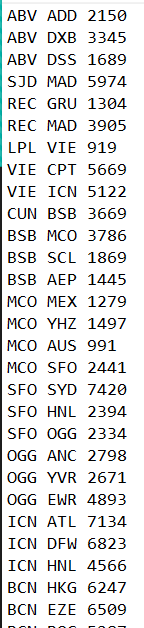 ABV ADD 2150
ABV DXB 3345
ABV DSS 1689
SJD MAD 5974
REC GRU 1304
REC MAD 3905
LPL VIE 919
VIE CPT 5669
VIE ICN 5122
CUN BSB 3669
BSB MCO 3786
BSB SCL 1869
BSB AEP 1445
MCO MEX 1279
MCO YHZ 1497
MCO AUS 991
MCO SFO 2441
SFO SYD 7420
SFO HNL 2394
SFO OGG 2334
OGG ANC 2798
OGG YVR 2671
OGG EWR 4893
ICN ATL 7134
ICN DFW 6823
ICN HNL 4566
BCN HKG 6247
BCN EZE 6509